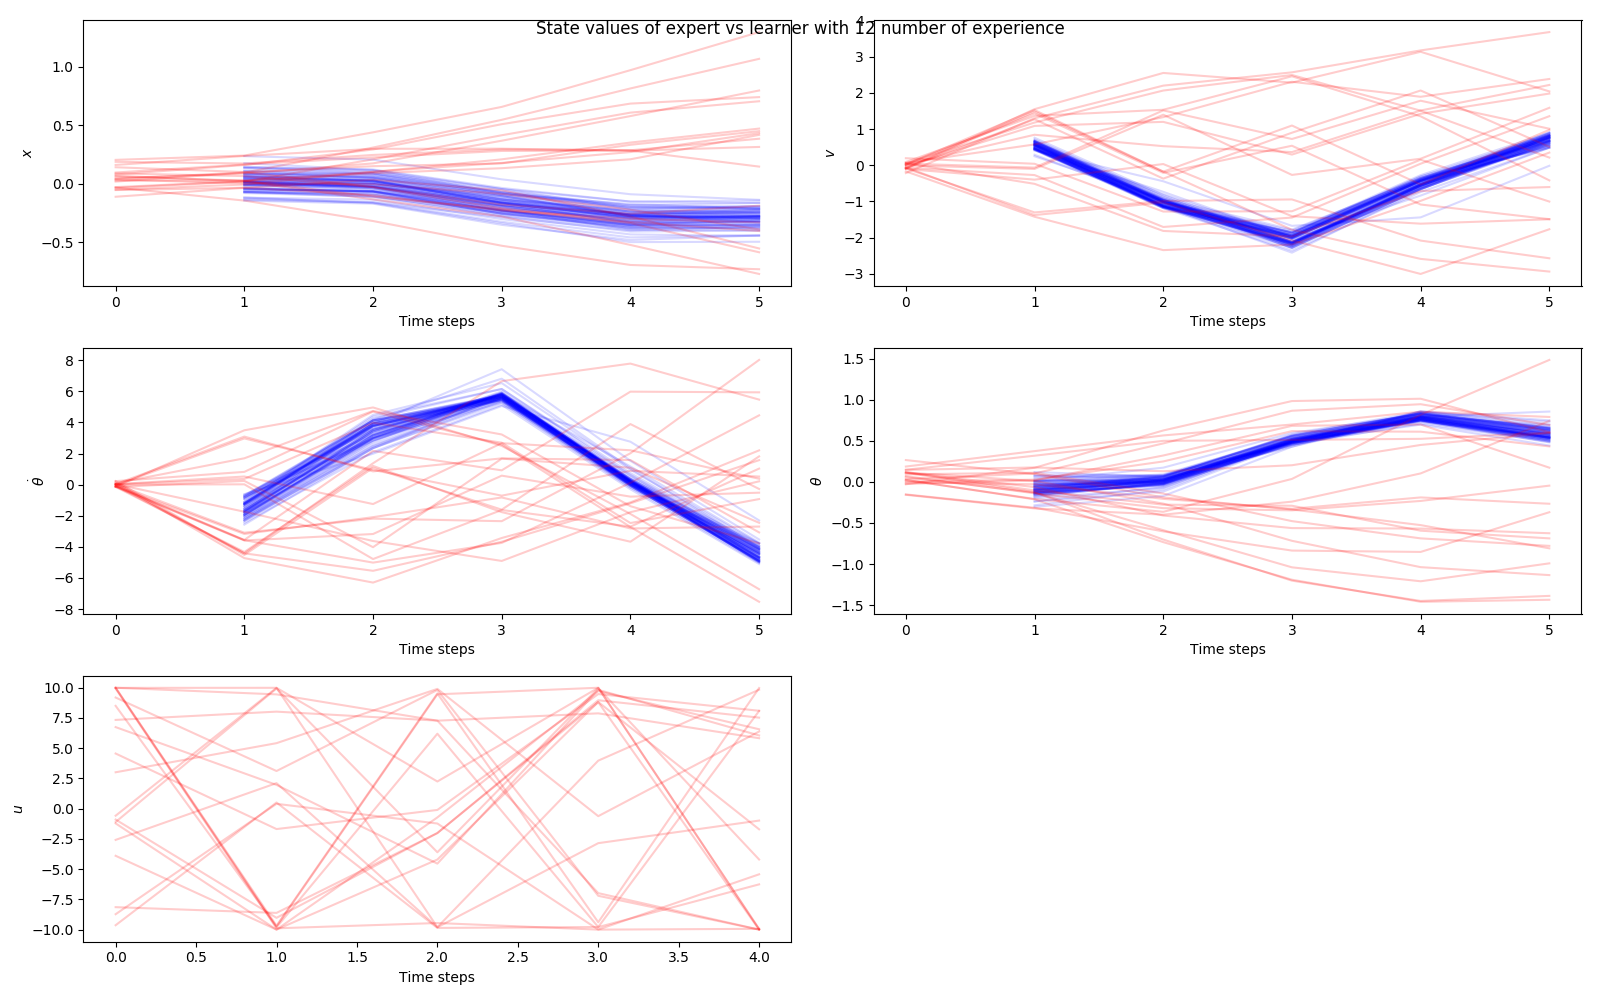 State values of expert vs learner with 12 number of experience
1.0
0.5
0.0
−0.5
x
0 1 2 3 4 5
Time steps
4
3
2
1
0
−1
−2
−3
v
0 1 2 3 4 5
Time steps
8
6
4
2
0
−2
−4
−6
−8
θ̇
0 1 2 3 4 5
Time steps
1.5
1.0
0.5
0.0
−0.5
−1.0
−1.5
θ
0 1 2 3 4 5
Time steps
10.0
7.5
5.0
2.5
0.0
−2.5
−5.0
−7.5
−10.0
u
0.0 0.5 1.0 1.5 2.0 2.5 3.0 3.5 4.0
Time steps